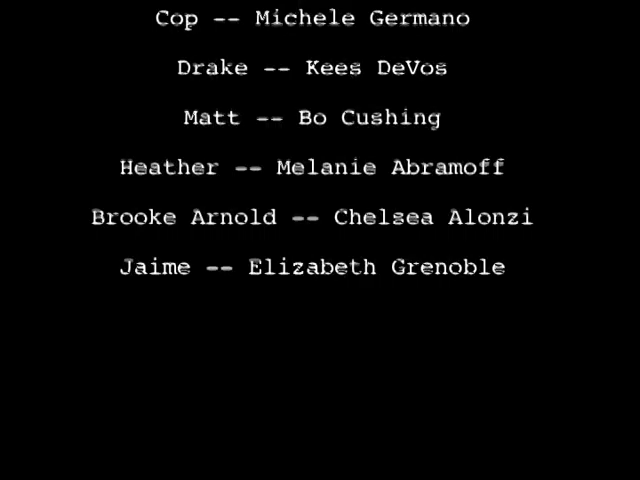 Cop -- Michele Germano
Drake -- Kees DeVos
Matt -- Bo Cushing
Heather -- Melanie Abramoff
Brooke Arnold -- Chelsea Alonzi
Jaime -- Elizabeth Grenoble